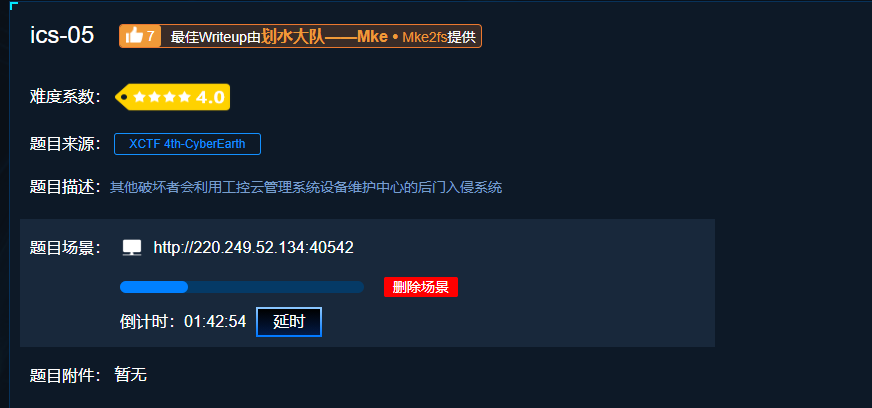 ics-05 7 最佳Writeup由划水大队——Mke • Mke2fs提供
难度系数： 4.0
题目来源： XCTF 4th-CyberEarth
题目描述：其他破坏者会利用工控云管理系统设备维护中心的后门入侵系统
题目场景： http://220.249.52.134:40542
删除场景
倒计时：01:42:54 延时
题目附件： 暂无